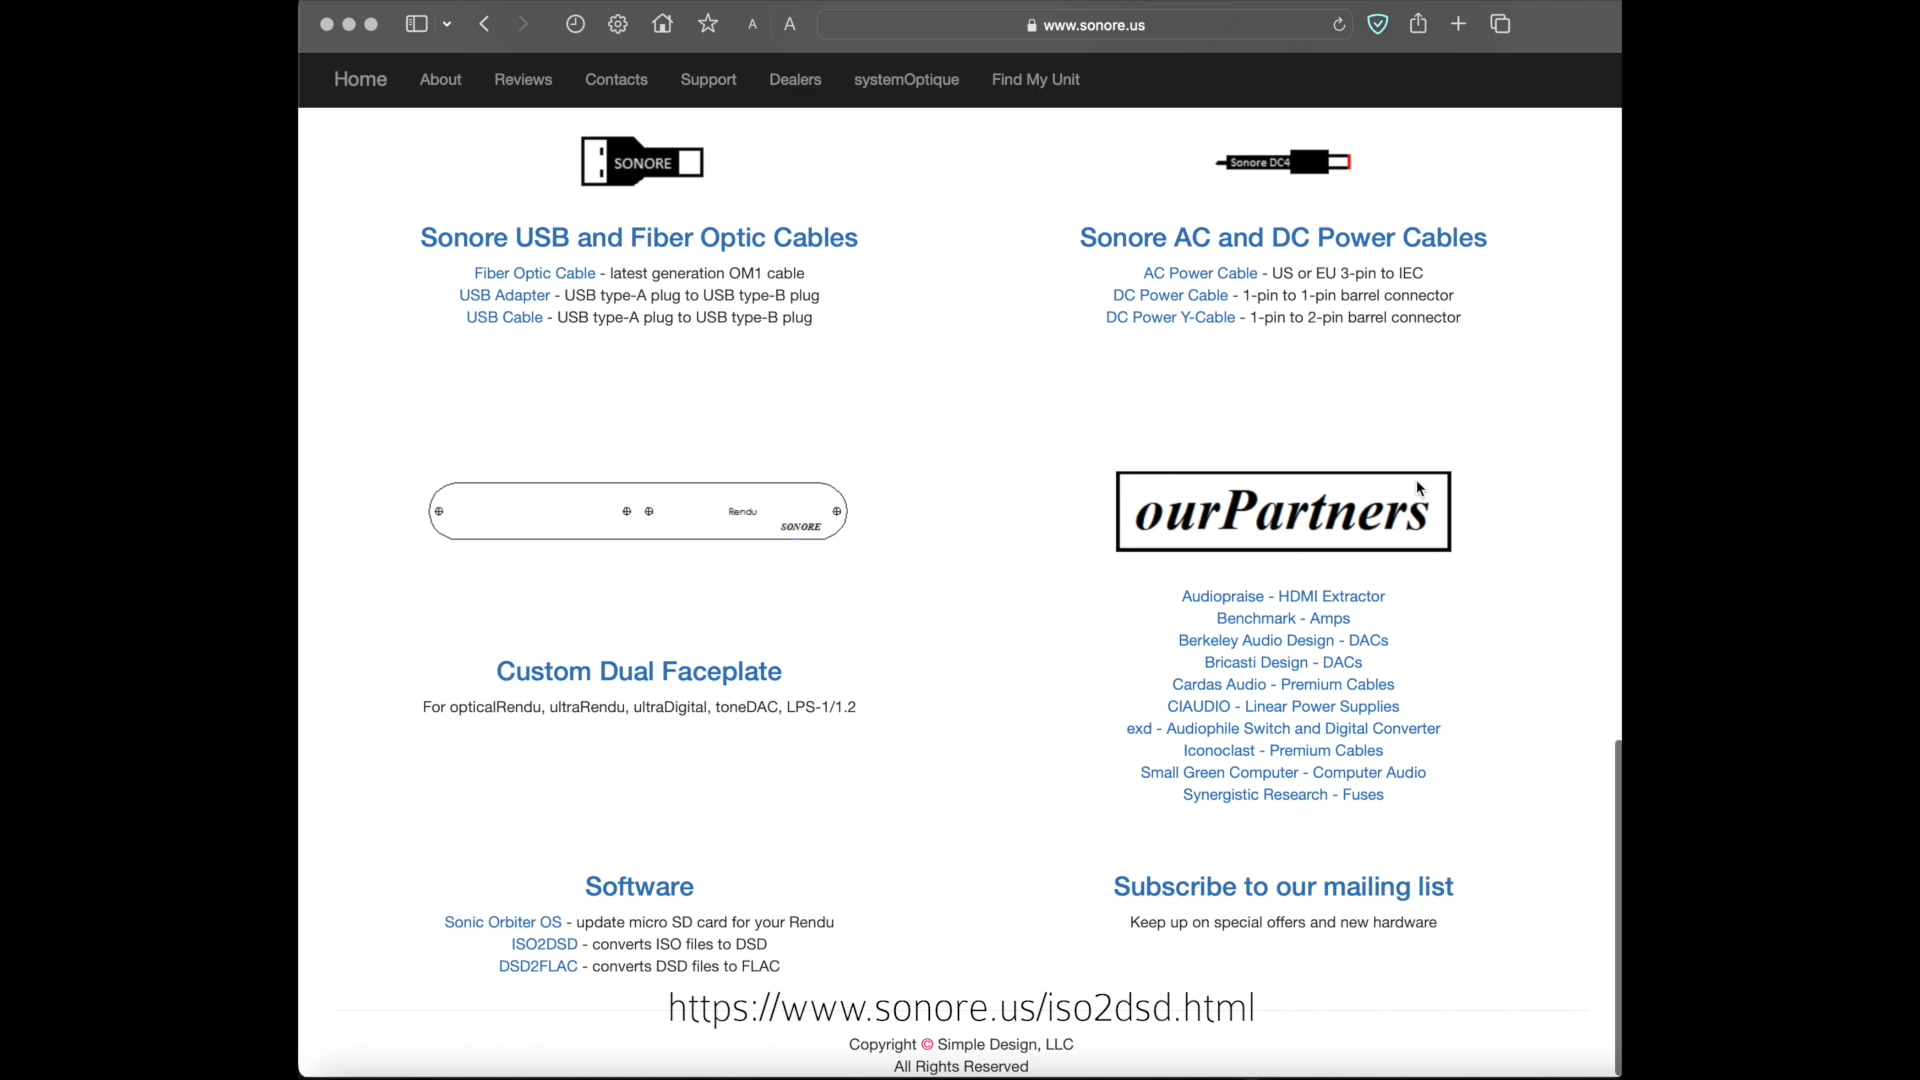 A A www.sonore.us
Home About Reviews Contacts Support Dealers systemOptique Find My Unit
SONORE
Sonore USB and Fiber Optic Cables
Fiber Optic Cable - latest generation OM1 cable
USB Adapter - USB type-A plug to USB type-B plug
USB Cable - USB type-A plug to USB type-B plug
Sonore DC4
Sonore AC and DC Power Cables
AC Power Cable - US or EU 3-pin to IEC
DC Power Cable - 1-pin to 1-pin barrel connector
DC Power Y-Cable - 1-pin to 2-pin barrel connector
Rendu
SONORE
Custom Dual Faceplate
For opticalRendu, ultraRendu, ultraDigital, toneDAC, LPS-1/1.2
ourPartners
Audiopraise - HDMI Extractor
Benchmark - Amps
Berkeley Audio Design - DACs
Bricasti Design - DACs
Cardas Audio - Premium Cables
CIAUDIO - Linear Power Supplies
exd - Audiophile Switch and Digital Converter
Iconoclast - Premium Cables
Small Green Computer - Computer Audio
Synergistic Research - Fuses
Software
Sonic Orbiter OS - update micro SD card for your Rendu
ISO2DSD - converts ISO files to DSD
DSD2FLAC - converts DSD files to FLAC
Subscribe to our mailing list
Keep up on special offers and new hardware
https://www.sonore.us/iso2dsd.html
Copyright © Simple Design, LLC
All Rights Reserved